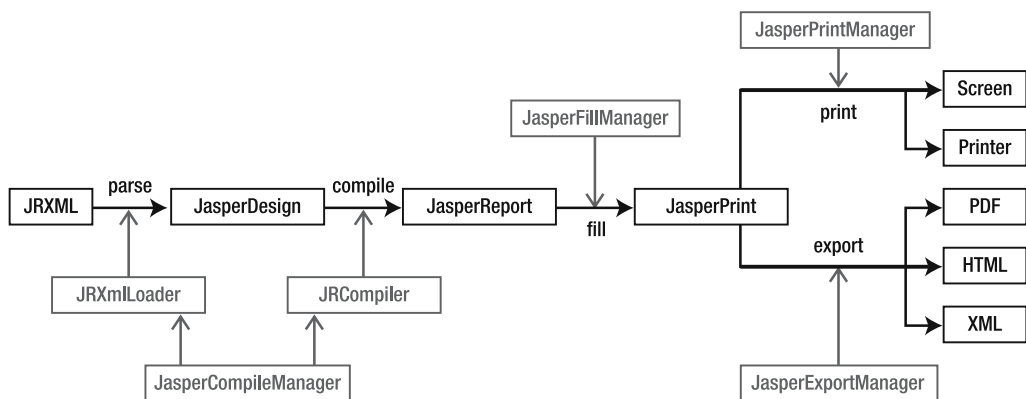 JasperPrintManager
Screen
print
JasperFillManager
Printer
parse
compile
JRXML
JasperDesign
JasperReport
JasperPrint
PDF
fill
export
HTML
JRXmlLoader
JRCompiler
XML
JasperCompileManager
JasperExportManager